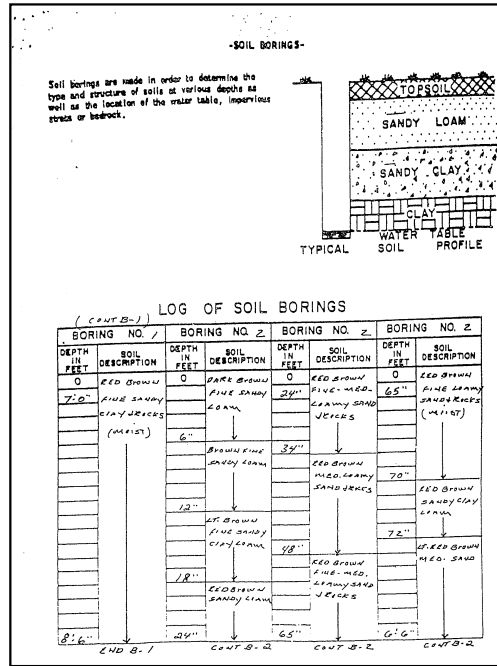 -SOIL BORINGS-
Soil borings are made in order to determine the
type and structure of soils at various depths as
well as the location of the water table, impervious
strata or bedrock.
TOPSOIL
SANDY LOAM
SANDY CLAY
CLAY
WATER TABLE
TYPICAL SOIL PROFILE
LOG OF SOIL BORINGS
(CONT B-1)
BORING NO. 1
DEPTH IN FEET
SOIL DESCRIPTION
0 RED BROWN
7'0" FINE SANDY
CLAY & ROCKS
(MOIST)
8'6"
END B-1
BORING NO. 2
DEPTH IN FEET
SOIL DESCRIPTION
0 DARK BROWN
FINE SANDY
LOAM
6"
BROWN FINE
SANDY LOAM
12"
LT. BROWN
FINE SANDY
CLAY LOAM
18"
RED BROWN
SANDY LOAM
24"
CONT B-2
BORING NO. 2
DEPTH IN FEET
SOIL DESCRIPTION
0 RED BROWN
24" FINE-MED.
LOAMY SAND
& ROCKS
34"
RED BROWN
MED. LOAMY
SAND & ROCKS
48"
RED BROWN
FINE-MED.
LOAMY SAND
& ROCKS
65"
CONT B-2
BORING NO. 2
DEPTH IN FEET
SOIL DESCRIPTION
0 RED BROWN
65" FINE LOAMY
SAND & ROCKS
(MOIST)
70"
RED BROWN
SANDY CLAY
LOAM
72"
LT. RED BROWN
MED. SAND
6'6"
CONT B-2